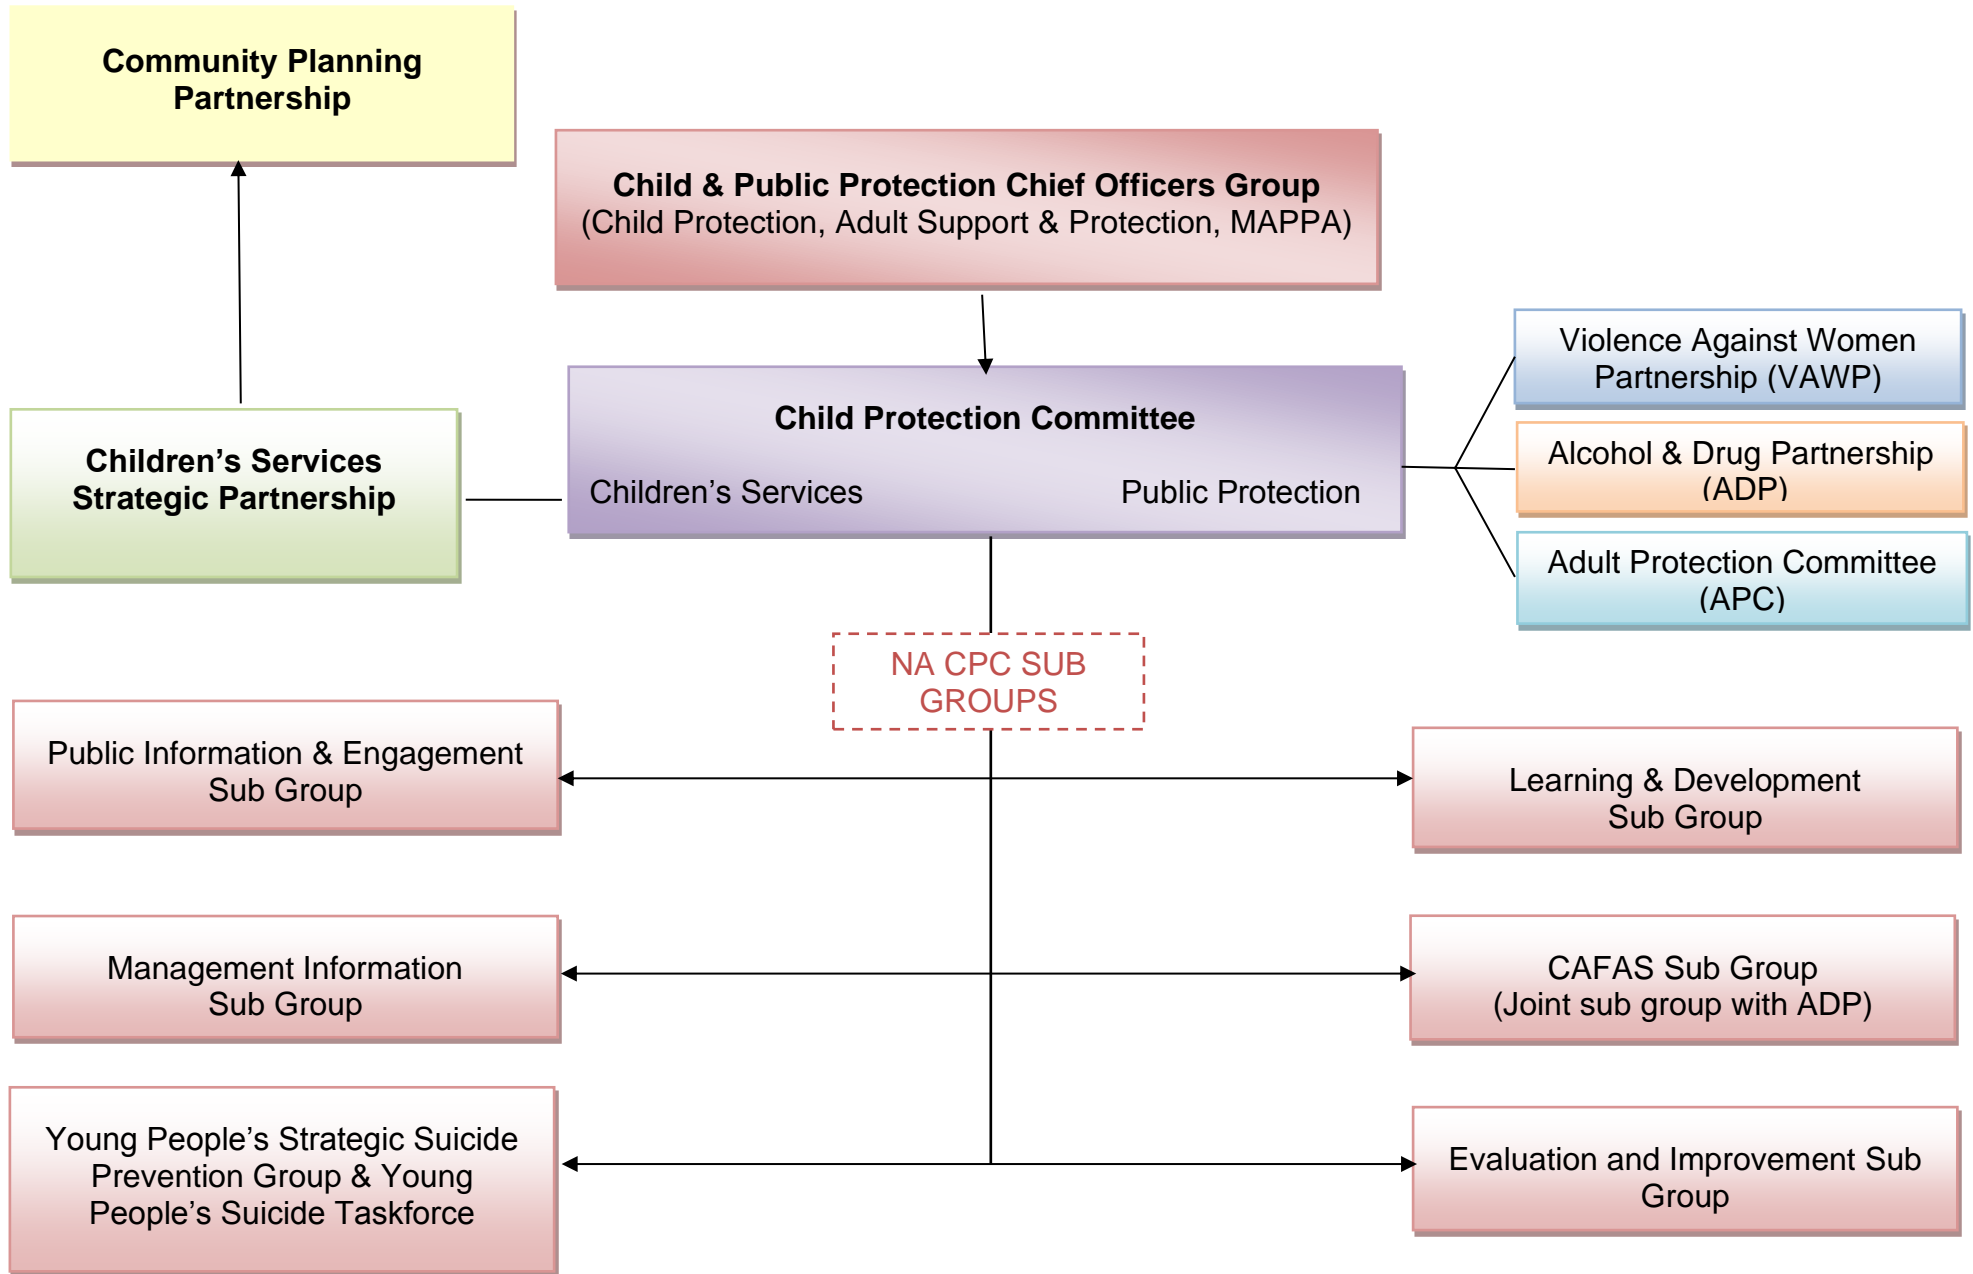 Community Planning
Partnership
Child & Public Protection Chief Officers Group
(Child Protection, Adult Support & Protection, MAPPA)
Violence Against Women
Partnership (VAWP)
Child Protection Committee
Children’s Services
Public Protection
Children’s Services
Strategic Partnership
Alcohol & Drug Partnership
(ADP)
Adult Protection Committee
(APC)
NA CPC SUB
GROUPS
Public Information & Engagement
Sub Group
Learning & Development
Sub Group
Management Information
Sub Group
CAFAS Sub Group
(Joint sub group with ADP)
Young People’s Strategic Suicide
Prevention Group & Young
People’s Suicide Taskforce
Evaluation and Improvement Sub
Group